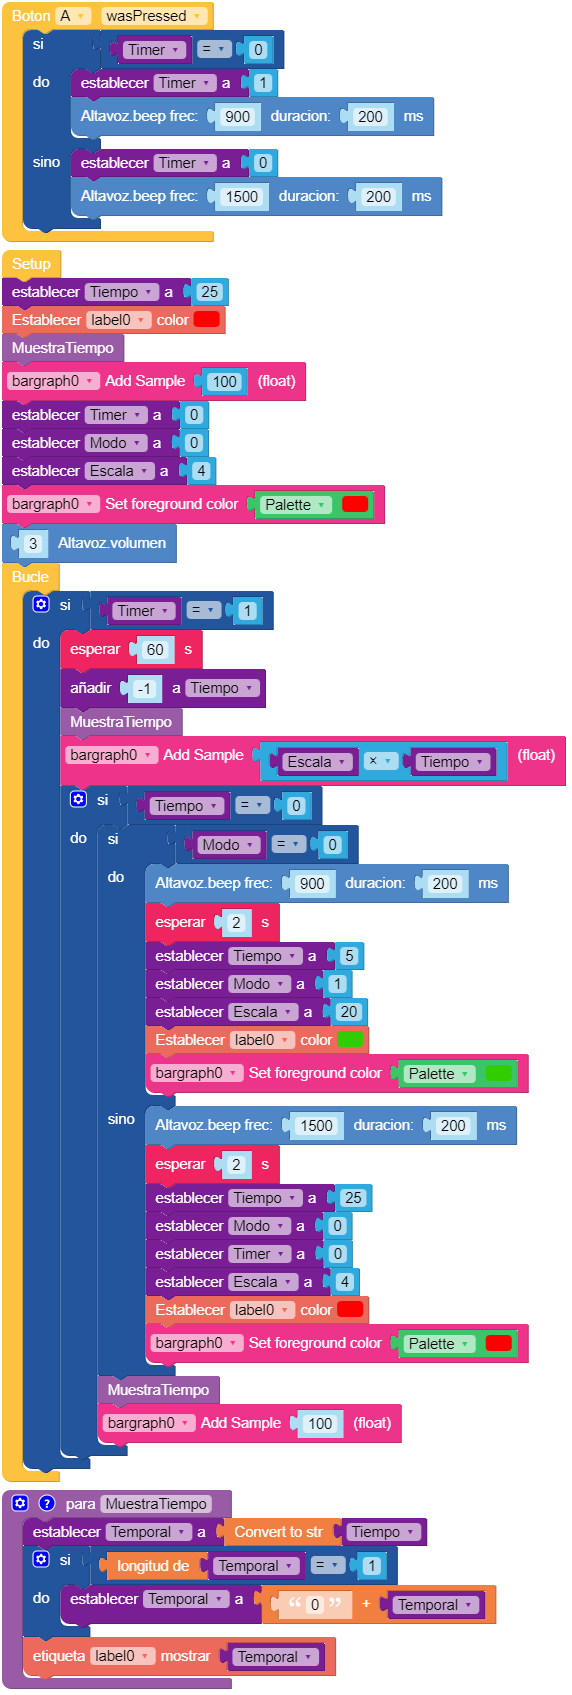 Boton A wasPressed
si Timer = 0
do establecer Timer a 1
Altavoz.beep frec: 900 duracion: 200 ms
sino establecer Timer a 0
Altavoz.beep frec: 1500 duracion: 200 ms
Setup
establecer Tiempo a 25
Establecer label0 color
MuestraTiempo
bargraph0 Add Sample 100 (float)
establecer Timer a 0
establecer Modo a 0
establecer Escala a 4
bargraph0 Set foreground color Palette
3 Altavoz.volumen
Bucle
si Timer = 1
do esperar 60 s
añadir -1 a Tiempo
MuestraTiempo
bargraph0 Add Sample Escala × Tiempo (float)
si Tiempo = 0
do si Modo = 0
do Altavoz.beep frec: 900 duracion: 200 ms
esperar 2 s
establecer Tiempo a 5
establecer Modo a 1
establecer Escala a 20
Establecer label0 color
bargraph0 Set foreground color Palette
sino Altavoz.beep frec: 1500 duracion: 200 ms
esperar 2 s
establecer Tiempo a 25
establecer Modo a 0
establecer Timer a 0
establecer Escala a 4
Establecer label0 color
bargraph0 Set foreground color Palette
MuestraTiempo
bargraph0 Add Sample 100 (float)
? para MuestraTiempo
establecer Temporal a Convert to str Tiempo
si longitud de Temporal = 1
do establecer Temporal a “ 0 ” + Temporal
etiqueta label0 mostrar Temporal